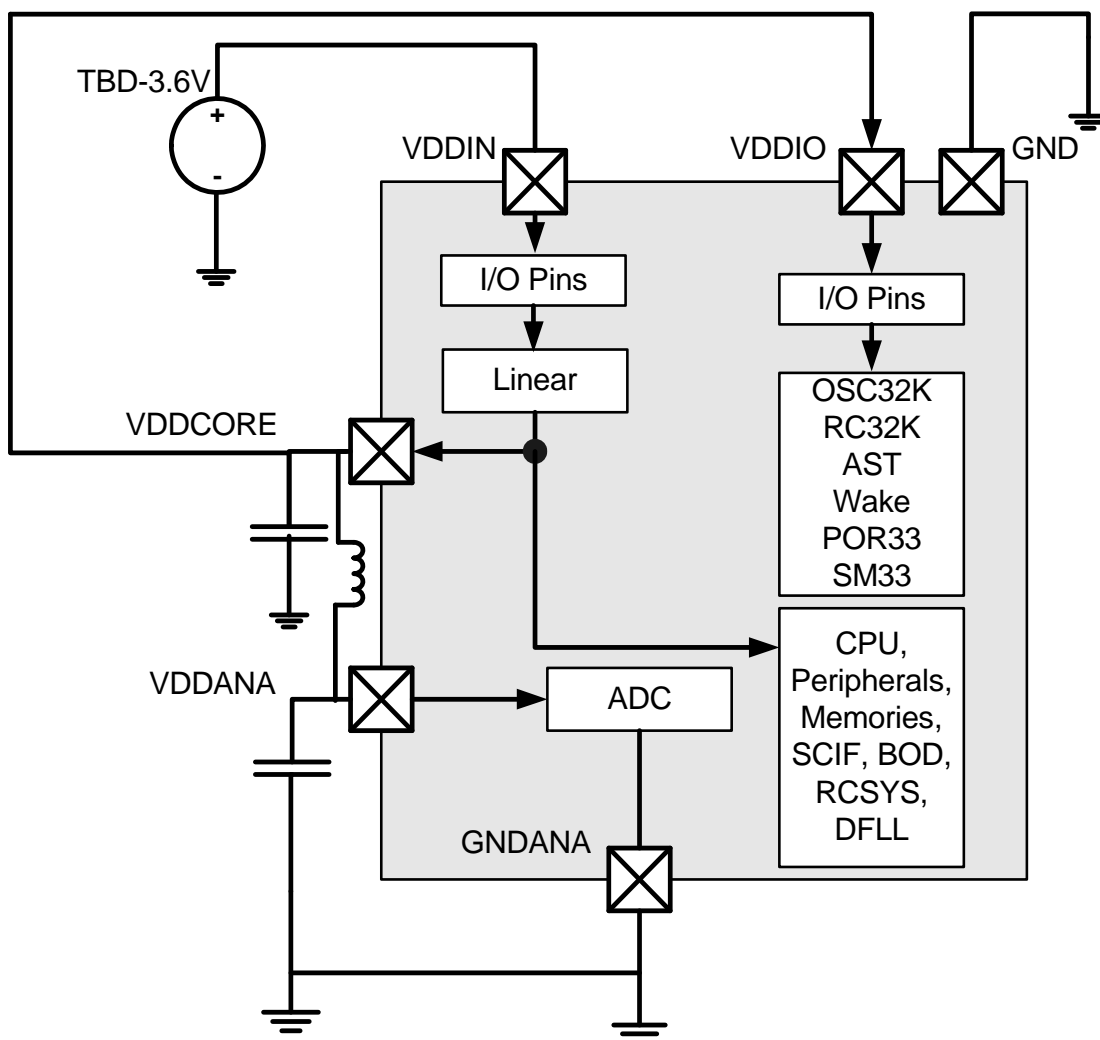 TBD-3.6V
+
-
VDDIN
VDDIO
GND
I/O Pins
I/O Pins
Linear
VDDCORE
OSC32K
RC32K
AST
Wake
POR33
SM33
VDDANA
ADC
CPU,
Peripherals,
Memories,
SCIF, BOD,
RCSYS,
DFLL
GNDANA